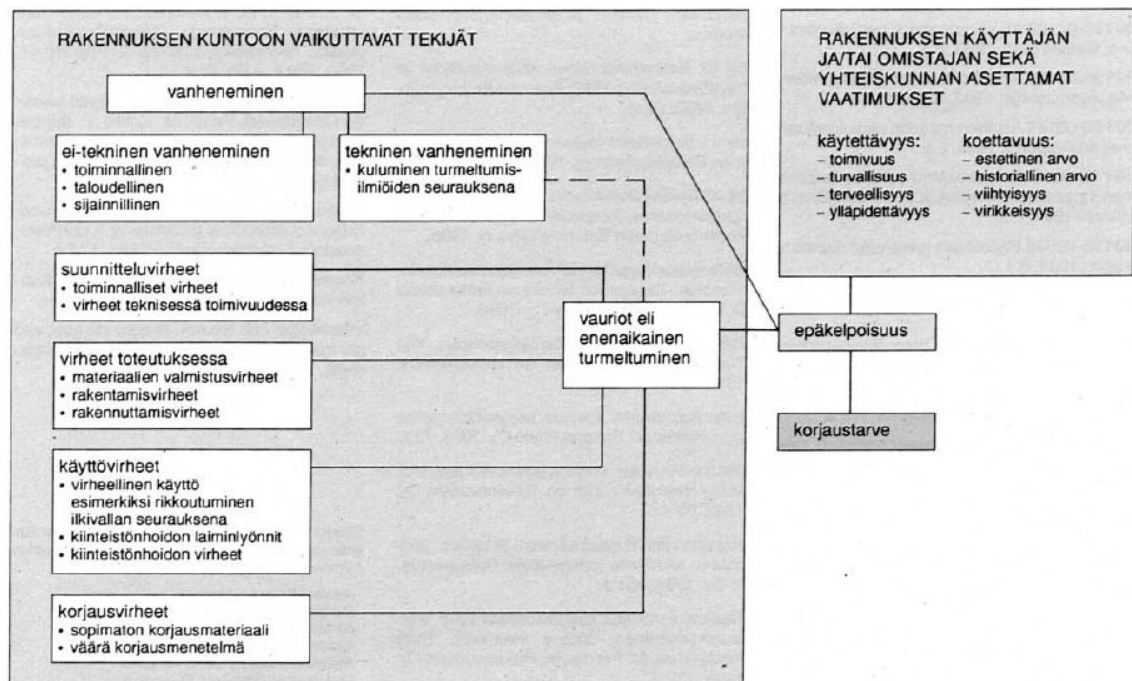 RAKENNUKSEN KUNTOON VAIKUTTAVAT TEKIJÄT
vanheneminen
ei-tekninen vanheneminen
• toiminnallinen
• taloudellinen
• sijainnillinen
tekninen vanheneminen
• kuluminen turmeltumis-
ilmiöiden seurauksena
suunnitteluvirheet
• toiminnalliset virheet
• virheet teknisessä toimivuudessa
virheet toteutuksessa
• materiaalien valmistusvirheet
• rakentamisvirheet
• rakennuttamisvirheet
käyttövirheet
• virheellinen käyttö
esimerkiksi rikkoutuminen
ilkivallan seurauksena
• kiinteistönhoidon laiminlyönnit
• kiinteistönhoidon virheet
korjausvirheet
• sopimaton korjausmateriaali
• väärä korjausmenetelmä
vauriot eli
enenaikainen
turmeltuminen
RAKENNUKSEN KÄYTTÄJÄN
JA/TAI OMISTAJAN SEKÄ
YHTEISKUNNAN ASETTAMAT
VAATIMUKSET
käytettävyys:
– toimivuus
– turvallisuus
– terveellisyys
– ylläpidettävyys
koettavuus:
– esteettinen arvo
– historiallinen arvo
– viihtyisyys
– virikkeisyys
epäkelpoisuus
korjaustarve